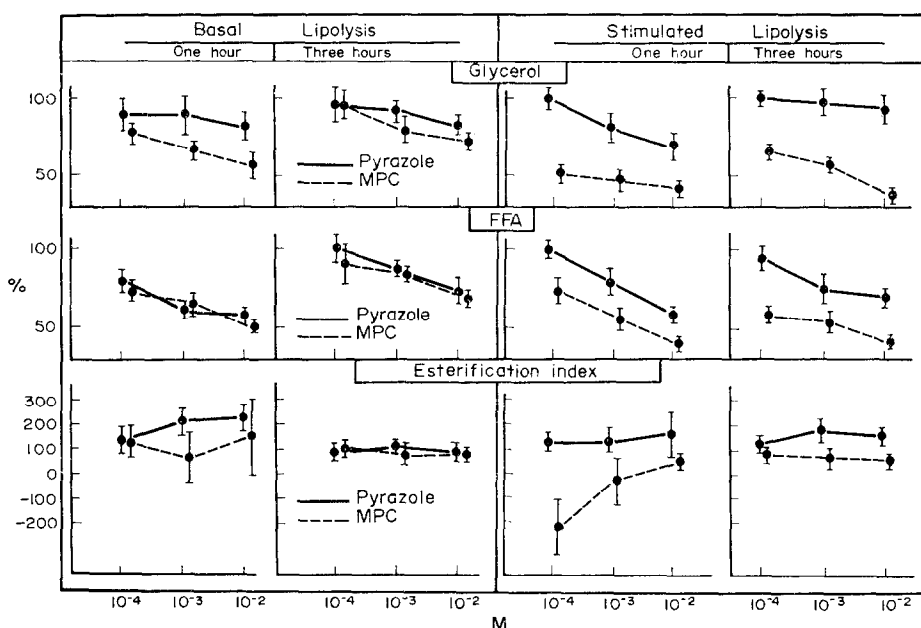 Basal Lipolysis Stimulated Lipolysis
One hour Three hours One hour Three hours
Glycerol
100
50
Pyrazole
MPC
FFA
100
%
50
Pyrazole
MPC
Esterification index
300
200
100
0
-100
-200
Pyrazole
MPC
10⁻⁴ 10⁻³ 10⁻² 10⁻⁴ 10⁻³ 10⁻² 10⁻⁴ 10⁻³ 10⁻² 10⁻⁴ 10⁻³ 10⁻²
M